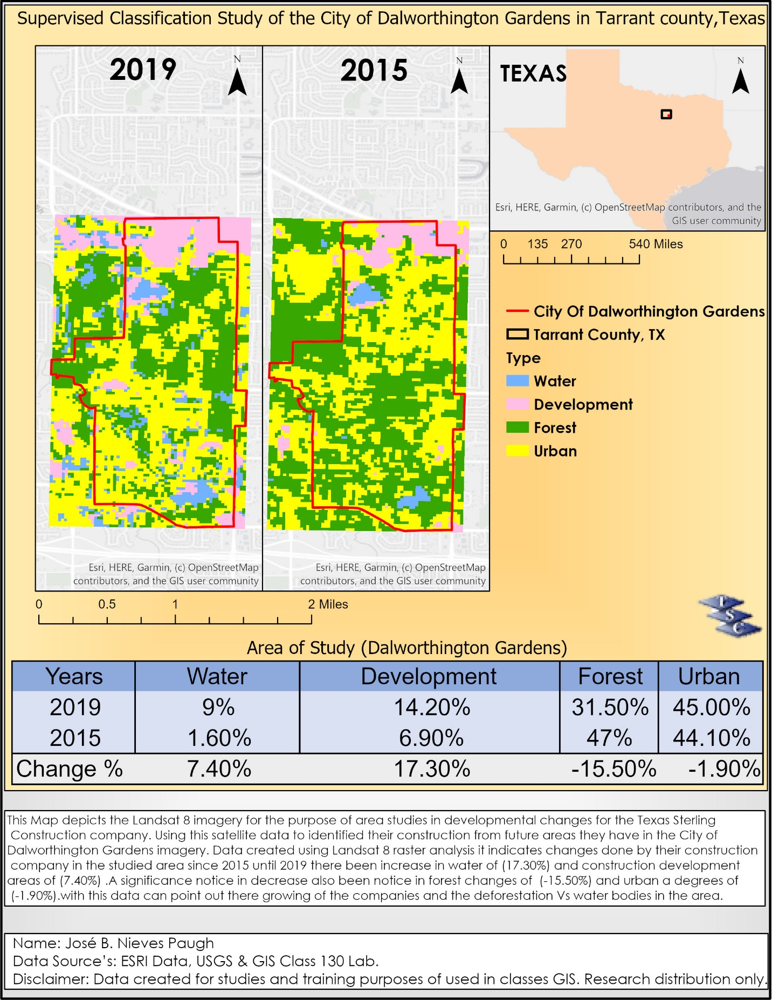 Supervised Classification Study of the City of Dalworthington Gardens in Tarrant county,Texas
2019
N
2015
N
TEXAS
N
Esri, HERE, Garmin, (c) OpenStreetMap contributors, and the
GIS user community
0 135 270 540 Miles
City Of Dalworthington Gardens
Tarrant County, TX
Type
Water
Development
Forest
Urban
Esri, HERE, Garmin, (c) OpenStreetMap
contributors, and the GIS user community
Esri, HERE, Garmin, (c) OpenStreetMap
contributors, and the GIS user community
0 0.5 1 2 Miles
T
S
C
Area of Study (Dalworthington Gardens)
Years Water Development Forest Urban
2019 9% 14.20% 31.50% 45.00%
2015 1.60% 6.90% 47% 44.10%
Change % 7.40% 17.30% -15.50% -1.90%
This Map depicts the Landsat 8 imagery for the purpose of area studies in developmental changes for the Texas Sterling
Construction company. Using this satellite data to identified their construction from future areas they have in the City of
Dalworthington Gardens imagery. Data created using Landsat 8 raster analysis it indicates changes done by their construction
company in the studied area since 2015 until 2019 there been increase in water of (17.30%) and construction development
areas of (7.40%) .A significance notice in decrease also been notice in forest changes of (-15.50%) and urban a degrees of
(-1.90%).with this data can point out there growing of the companies and the deforestation Vs water bodies in the area.
Name: José B. Nieves Paugh
Data Source's: ESRI Data, USGS & GIS Class 130 Lab.
Disclaimer: Data created for studies and training purposes of used in classes GIS. Research distribution only.